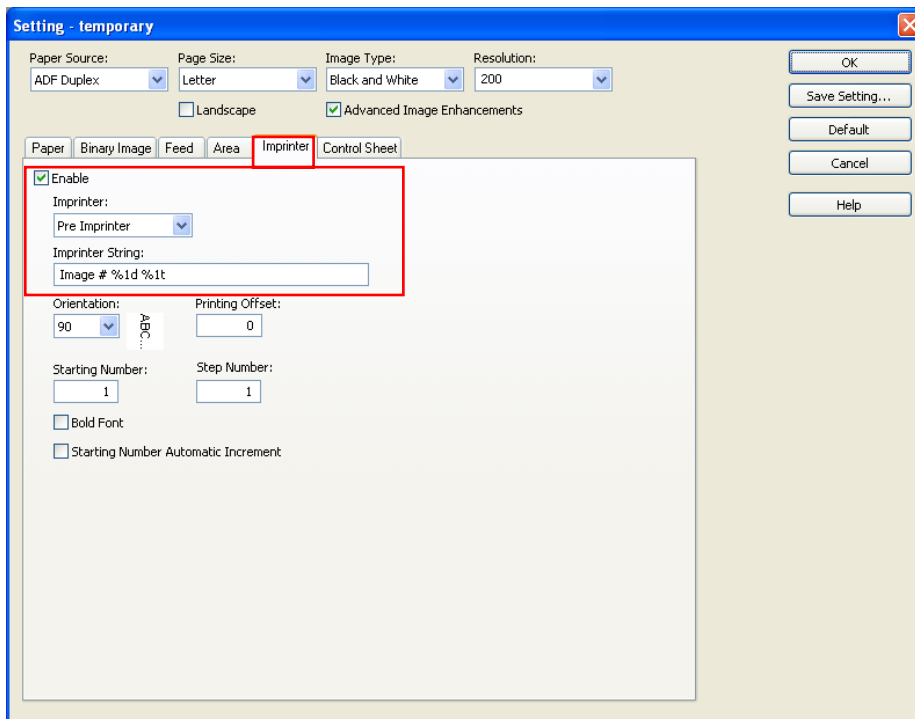 Setting - temporary
Paper Source: Page Size: Image Type: Resolution:
ADF Duplex Letter Black and White 200
Landscape Advanced Image Enhancements
OK
Save Setting...
Default
Cancel
Help
Paper Binary Image Feed Area Imprinter Control Sheet
Enable
Imprinter:
Pre Imprinter
Imprinter String:
Image # %1d %1t
Orientation: Printing Offset:
90 ABC... 0
Starting Number: Step Number:
1 1
Bold Font
Starting Number Automatic Increment